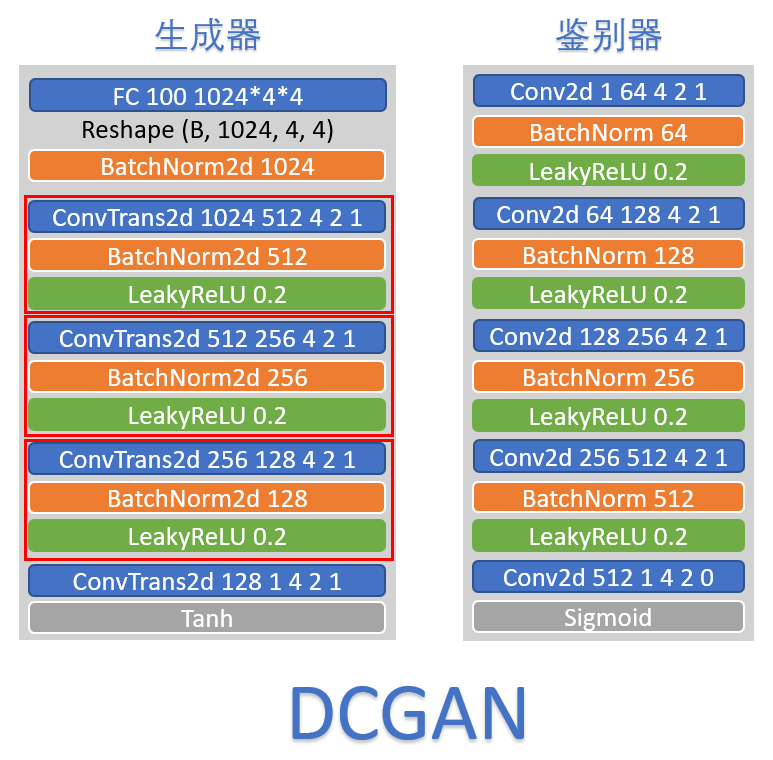 生成器
FC 100 1024*4*4
Reshape (B, 1024, 4, 4)
BatchNorm2d 1024
ConvTrans2d 1024 512 4 2 1
BatchNorm2d 512
LeakyReLU 0.2
ConvTrans2d 512 256 4 2 1
BatchNorm2d 256
LeakyReLU 0.2
ConvTrans2d 256 128 4 2 1
BatchNorm2d 128
LeakyReLU 0.2
ConvTrans2d 128 1 4 2 1
Tanh
鉴别器
Conv2d 1 64 4 2 1
BatchNorm 64
LeakyReLU 0.2
Conv2d 64 128 4 2 1
BatchNorm 128
LeakyReLU 0.2
Conv2d 128 256 4 2 1
BatchNorm 256
LeakyReLU 0.2
Conv2d 256 512 4 2 1
BatchNorm 512
LeakyReLU 0.2
Conv2d 512 1 4 2 0
Sigmoid
DCGAN